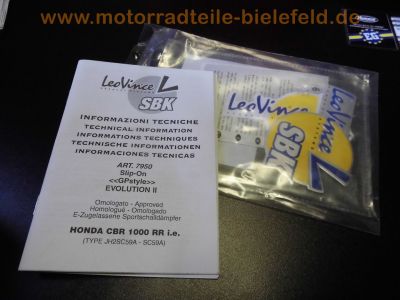 www.motorradteile-bielefeld.de
LeoVince
SBK
INFORMAZIONI TECNICHE
TECHNICAL INFORMATION
INFORMATIONS TECHNIQUES
TECHNISCHE INFORMATIONEN
INFORMACIONES TECNICAS
ART. 7950
Slip-On
<<GPstyle>>
EVOLUTION II
Omologato - Approved
Homologué - Omologado
E-Zugelassene Sportschalldämpfer
HONDA CBR 1000 RR i.e.
(TYPE JH2SC59A - SC59A)
LeoVince
SBK
LeoVince